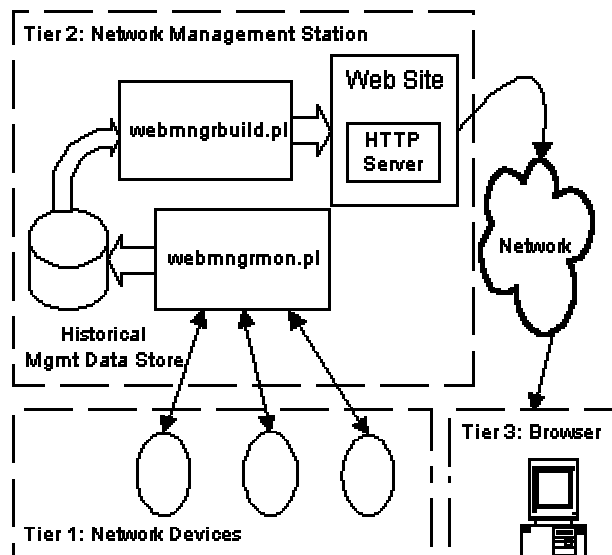 Tier 2: Network Management Station
Web Site
webmngrbuild.pl
HTTP
Server
Network
webmngrmon.pl
Historical
Mgmt Data Store
Tier 3: Browser
Tier 1: Network Devices